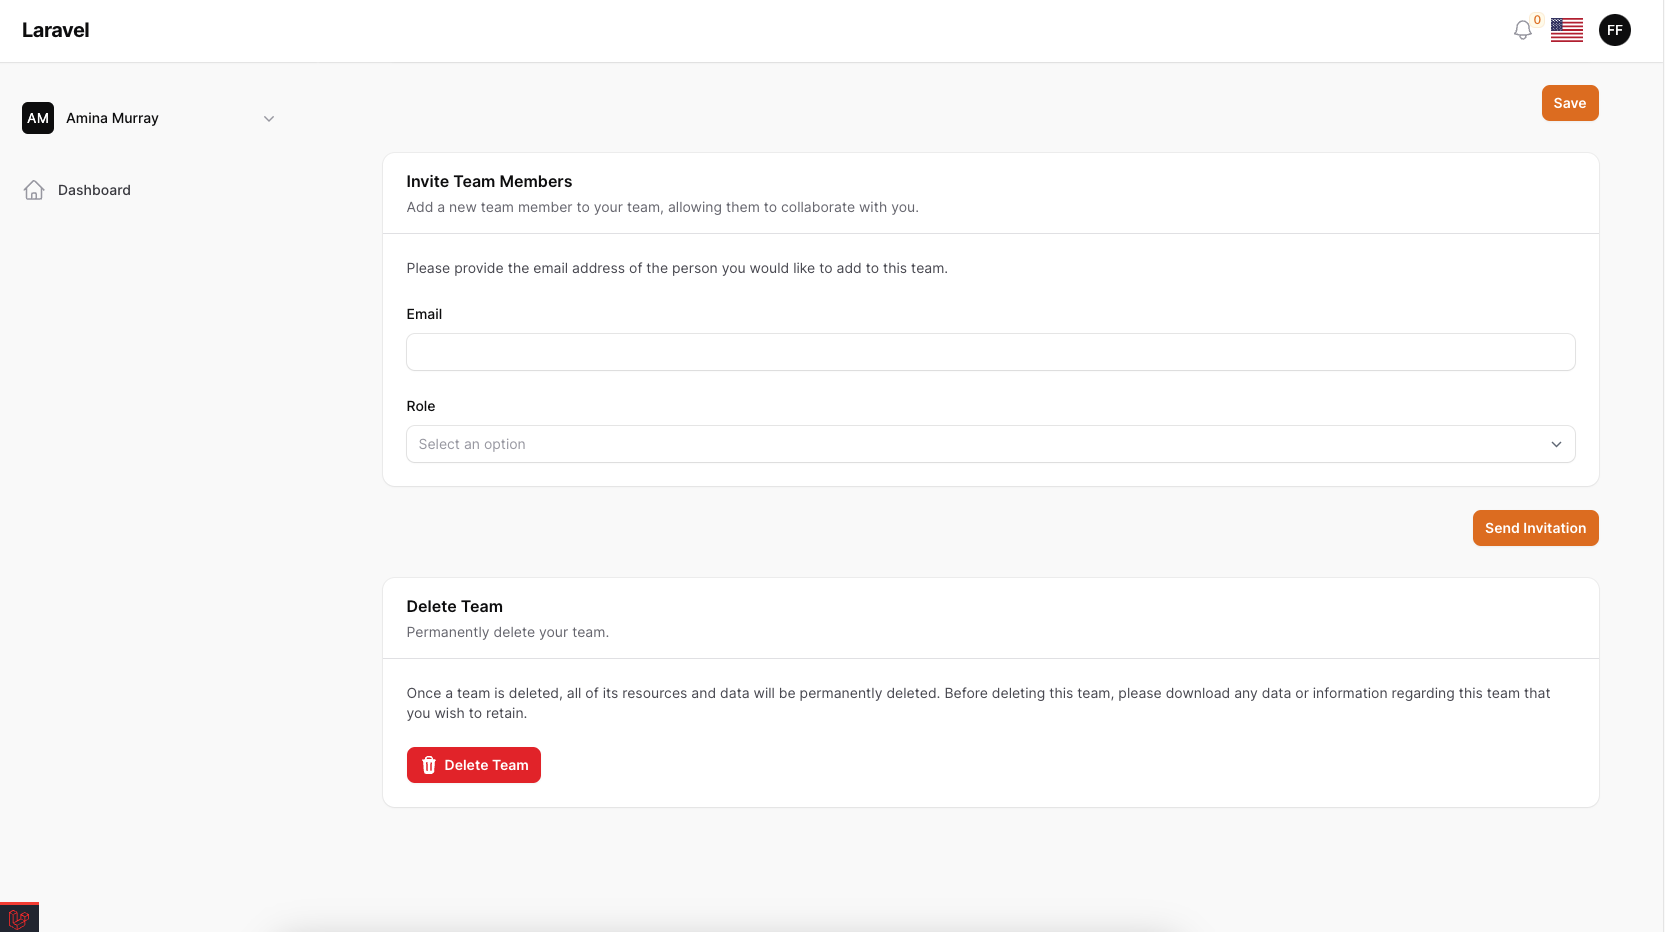 Laravel
0
FF
AM
Amina Murray
Dashboard
Save
Invite Team Members
Add a new team member to your team, allowing them to collaborate with you.
Please provide the email address of the person you would like to add to this team.
Email
Role
Select an option
Send Invitation
Delete Team
Permanently delete your team.
Once a team is deleted, all of its resources and data will be permanently deleted. Before deleting this team, please download any data or information regarding this team that
you wish to retain.
Delete Team